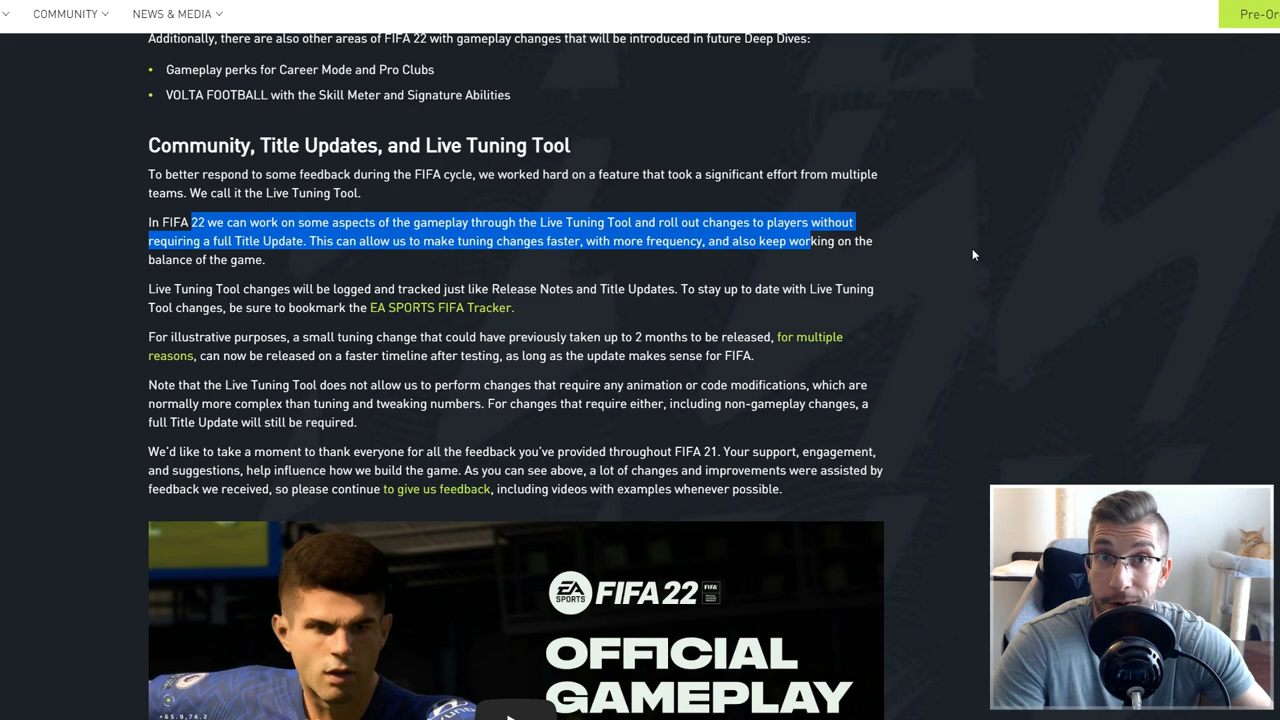 COMMUNITY
NEWS & MEDIA
Pre-Or
Additionally, there are also other areas of FIFA 22 with gameplay changes that will be introduced in future Deep Dives:
• Gameplay perks for Career Mode and Pro Clubs
• VOLTA FOOTBALL with the Skill Meter and Signature Abilities
Community, Title Updates, and Live Tuning Tool
To better respond to some feedback during the FIFA cycle, we worked hard on a feature that took a significant effort from multiple
teams. We call it the Live Tuning Tool.
In FIFA 22 we can work on some aspects of the gameplay through the Live Tuning Tool and roll out changes to players without
requiring a full Title Update. This can allow us to make tuning changes faster, with more frequency, and also keep working on the
balance of the game.
Live Tuning Tool changes will be logged and tracked just like Release Notes and Title Updates. To stay up to date with Live Tuning
Tool changes, be sure to bookmark the EA SPORTS FIFA Tracker.
For illustrative purposes, a small tuning change that could have previously taken up to 2 months to be released, for multiple
reasons, can now be released on a faster timeline after testing, as long as the update makes sense for FIFA.
Note that the Live Tuning Tool does not allow us to perform changes that require any animation or code modifications, which are
normally more complex than tuning and tweaking numbers. For changes that require either, including non-gameplay changes, a
full Title Update will still be required.
We'd like to take a moment to thank everyone for all the feedback you've provided throughout FIFA 21. Your support, engagement,
and suggestions, help influence how we build the game. As you can see above, a lot of changes and improvements were assisted by
feedback we received, so please continue to give us feedback, including videos with examples whenever possible.
EA SPORTS FIFA 22 FIFA
OFFICIAL
GAMEPLAY